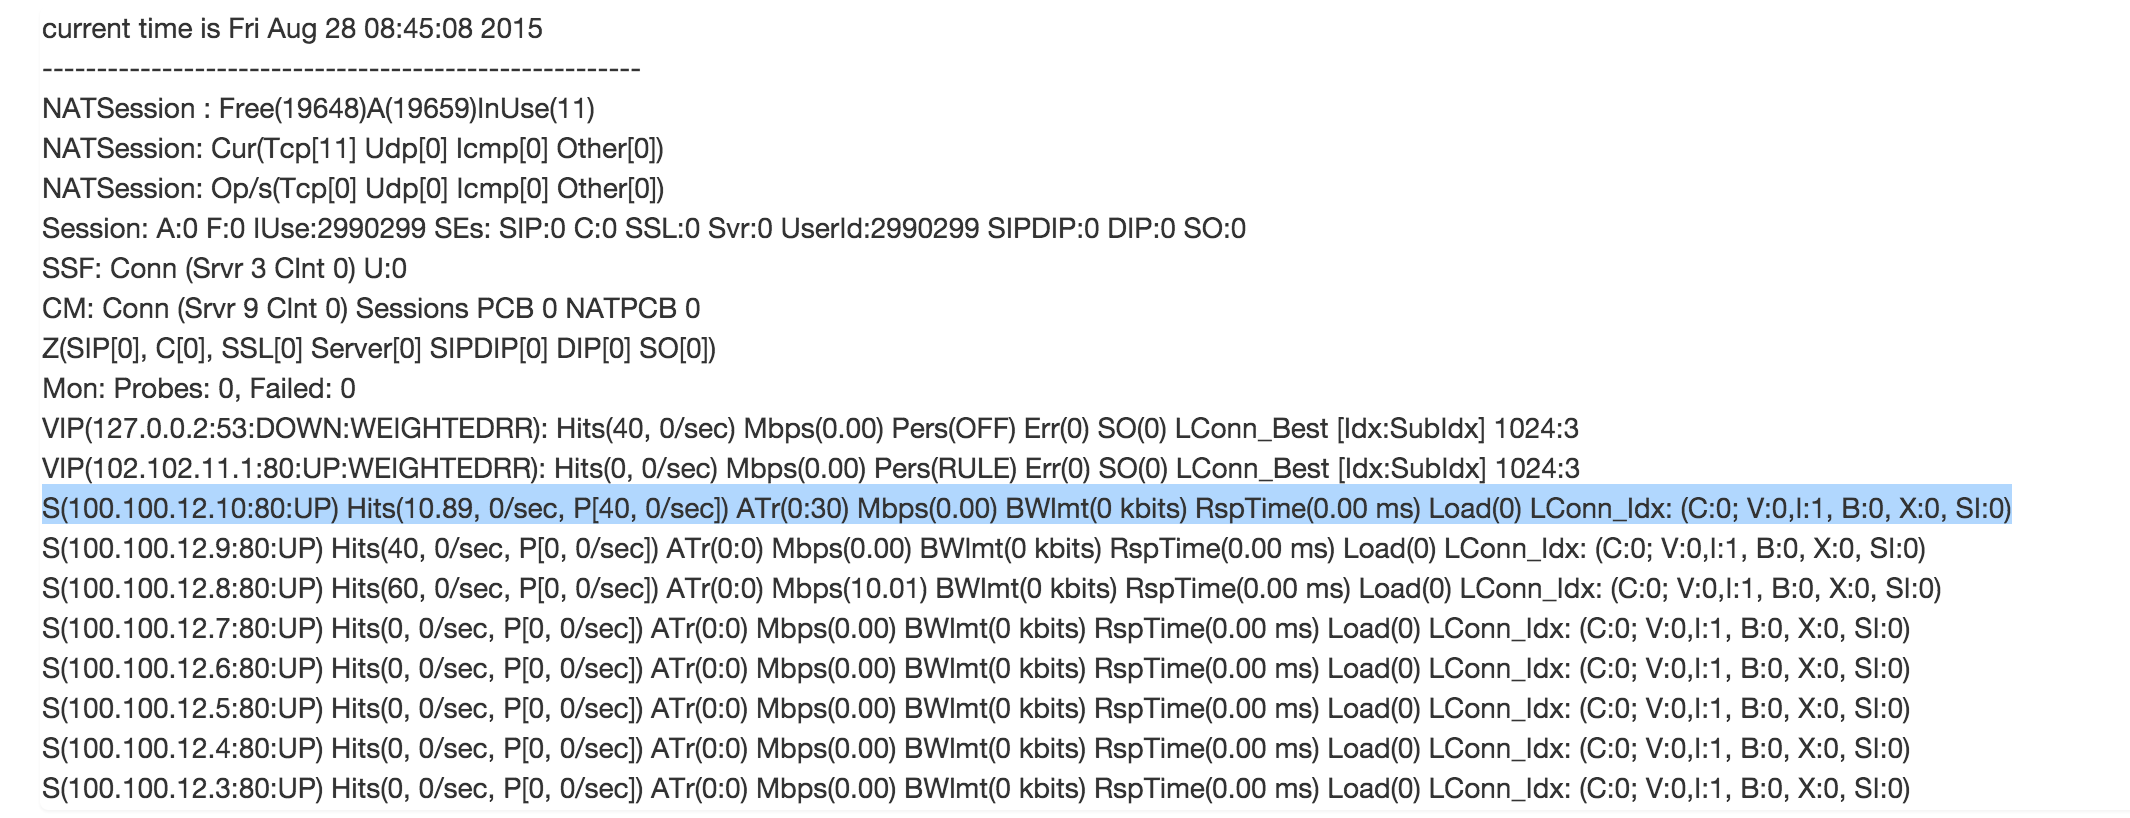 current time is Fri Aug 28 08:45:08 2015
-------------------------------------------------------
NATSession : Free(19648)A(19659)InUse(11)
NATSession: Cur(Tcp[11] Udp[0] Icmp[0] Other[0])
NATSession: Op/s(Tcp[0] Udp[0] Icmp[0] Other[0])
Session: A:0 F:0 IUse:2990299 SEs: SIP:0 C:0 SSL:0 Svr:0 UserId:2990299 SIPDIP:0 DIP:0 SO:0
SSF: Conn (Srvr 3 Clnt 0) U:0
CM: Conn (Srvr 9 Clnt 0) Sessions PCB 0 NATPCB 0
Z(SIP[0], C[0], SSL[0] Server[0] SIPDIP[0] DIP[0] SO[0])
Mon: Probes: 0, Failed: 0
VIP(127.0.0.2:53:DOWN:WEIGHTEDRR): Hits(40, 0/sec) Mbps(0.00) Pers(OFF) Err(0) SO(0) LConn_Best [Idx:SubIdx] 1024:3
VIP(102.102.11.1:80:UP:WEIGHTEDRR): Hits(0, 0/sec) Mbps(0.00) Pers(RULE) Err(0) SO(0) LConn_Best [Idx:SubIdx] 1024:3
S(100.100.12.10:80:UP) Hits(10.89, 0/sec, P[40, 0/sec]) ATr(0:30) Mbps(0.00) BWlmt(0 kbits) RspTime(0.00 ms) Load(0) LConn_Idx: (C:0; V:0,I:1, B:0, X:0, SI:0)
S(100.100.12.9:80:UP) Hits(40, 0/sec, P[0, 0/sec]) ATr(0:0) Mbps(0.00) BWlmt(0 kbits) RspTime(0.00 ms) Load(0) LConn_Idx: (C:0; V:0,I:1, B:0, X:0, SI:0)
S(100.100.12.8:80:UP) Hits(60, 0/sec, P[0, 0/sec]) ATr(0:0) Mbps(10.01) BWlmt(0 kbits) RspTime(0.00 ms) Load(0) LConn_Idx: (C:0; V:0,I:1, B:0, X:0, SI:0)
S(100.100.12.7:80:UP) Hits(0, 0/sec, P[0, 0/sec]) ATr(0:0) Mbps(0.00) BWlmt(0 kbits) RspTime(0.00 ms) Load(0) LConn_Idx: (C:0; V:0,I:1, B:0, X:0, SI:0)
S(100.100.12.6:80:UP) Hits(0, 0/sec, P[0, 0/sec]) ATr(0:0) Mbps(0.00) BWlmt(0 kbits) RspTime(0.00 ms) Load(0) LConn_Idx: (C:0; V:0,I:1, B:0, X:0, SI:0)
S(100.100.12.5:80:UP) Hits(0, 0/sec, P[0, 0/sec]) ATr(0:0) Mbps(0.00) BWlmt(0 kbits) RspTime(0.00 ms) Load(0) LConn_Idx: (C:0; V:0,I:1, B:0, X:0, SI:0)
S(100.100.12.4:80:UP) Hits(0, 0/sec, P[0, 0/sec]) ATr(0:0) Mbps(0.00) BWlmt(0 kbits) RspTime(0.00 ms) Load(0) LConn_Idx: (C:0; V:0,I:1, B:0, X:0, SI:0)
S(100.100.12.3:80:UP) Hits(0, 0/sec, P[0, 0/sec]) ATr(0:0) Mbps(0.00) BWlmt(0 kbits) RspTime(0.00 ms) Load(0) LConn_Idx: (C:0; V:0,I:1, B:0, X:0, SI:0)